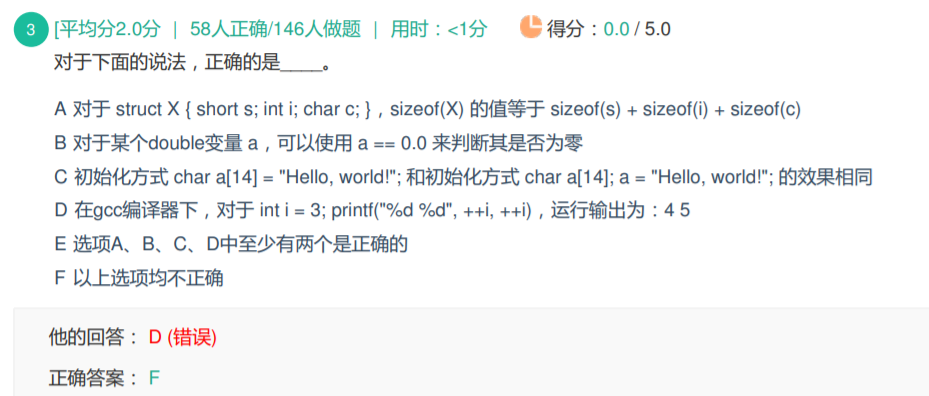 3 [平均分2.0分 | 58人正确/146人做题 | 用时：<1分 得分：0.0 / 5.0
对于下面的说法，正确的是____。
A 对于 struct X { short s; int i; char c; }，sizeof(X) 的值等于 sizeof(s) + sizeof(i) + sizeof(c)
B 对于某个double变量 a，可以使用 a == 0.0 来判断其是否为零
C 初始化方式 char a[14] = "Hello, world!"; 和初始化方式 char a[14]; a = "Hello, world!"; 的效果相同
D 在gcc编译器下，对于 int i = 3; printf("%d %d", ++i, ++i)，运行输出为：4 5
E 选项A、B、C、D中至少有两个是正确的
F 以上选项均不正确
他的回答： D (错误)
正确答案： F